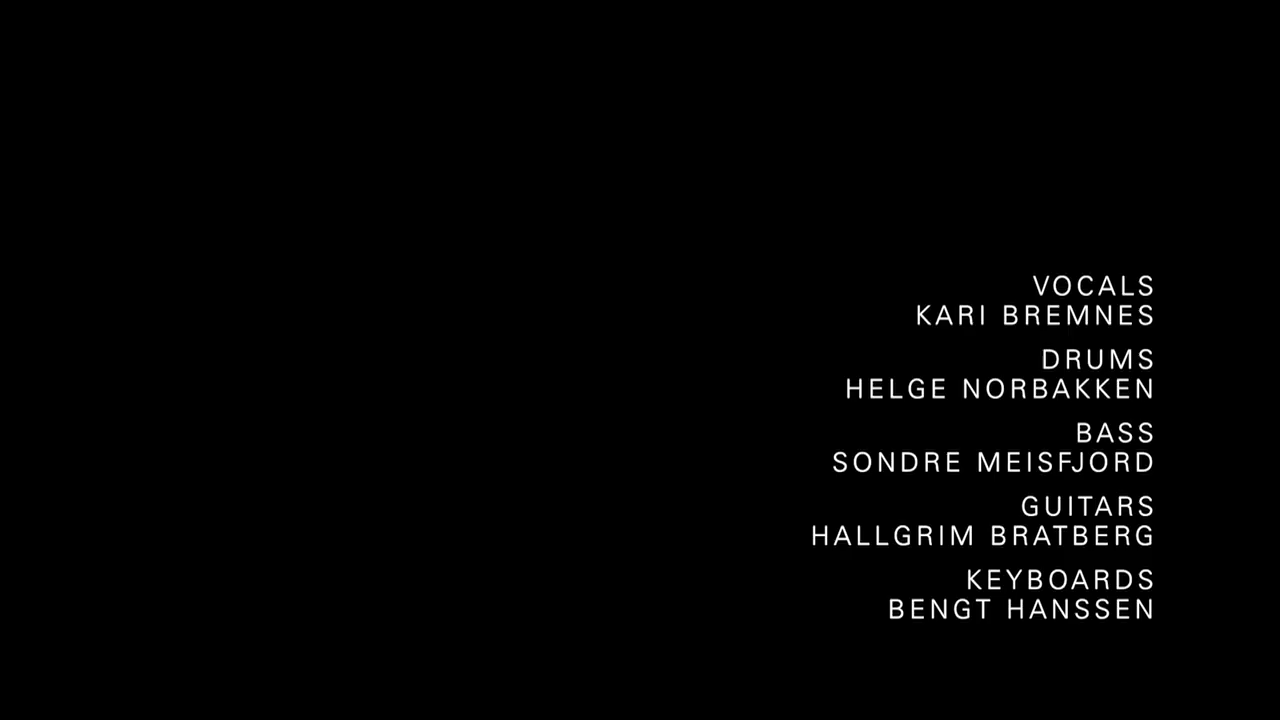 VOCALS
KARI BREMNES
DRUMS
HELGE NORBAKKEN
BASS
SONDRE MEISFJORD
GUITARS
HALLGRIM BRATBERG
KEYBOARDS
BENGT HANSSEN